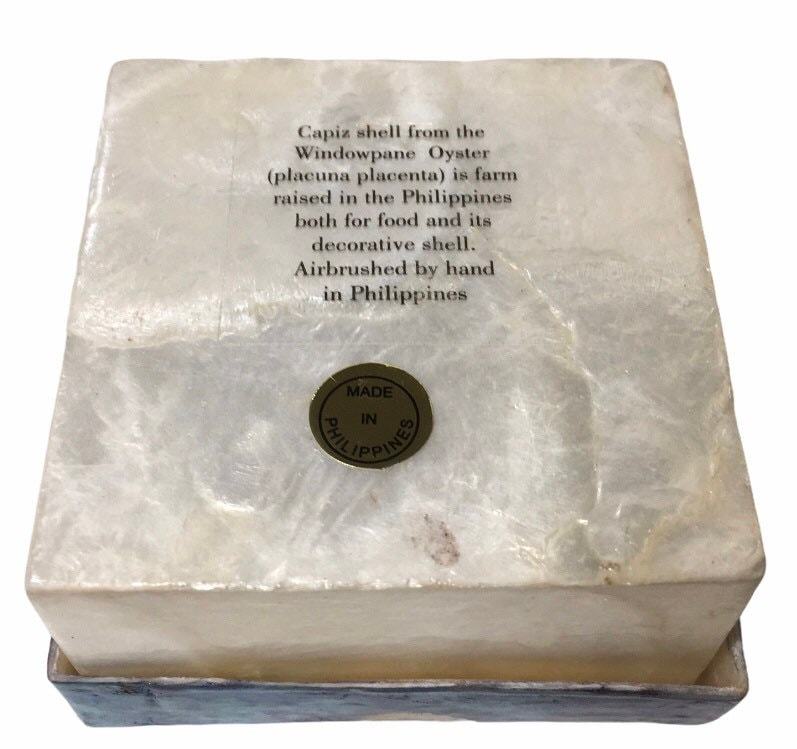 Capiz shell from the
Windowpane Oyster
(placuna placenta) is farm
raised in the Philippines
both for food and its
decorative shell.
Airbrushed by hand
in Philippines
MADE
IN
PHILIPPINES